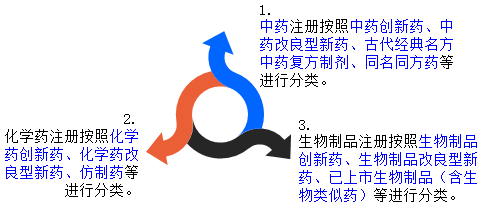 1.
中药注册按照中药创新药、中
药改良型新药、古代经典名方
中药复方制剂、同名同方药等
进行分类。
2.
化学药注册按照化学
药创新药、化学药改
良型新药、仿制药等
进行分类。
3.
生物制品注册按照生物制品
创新药、生物制品改良型新
药、已上市生物制品（含生
物类似药）等进行分类。